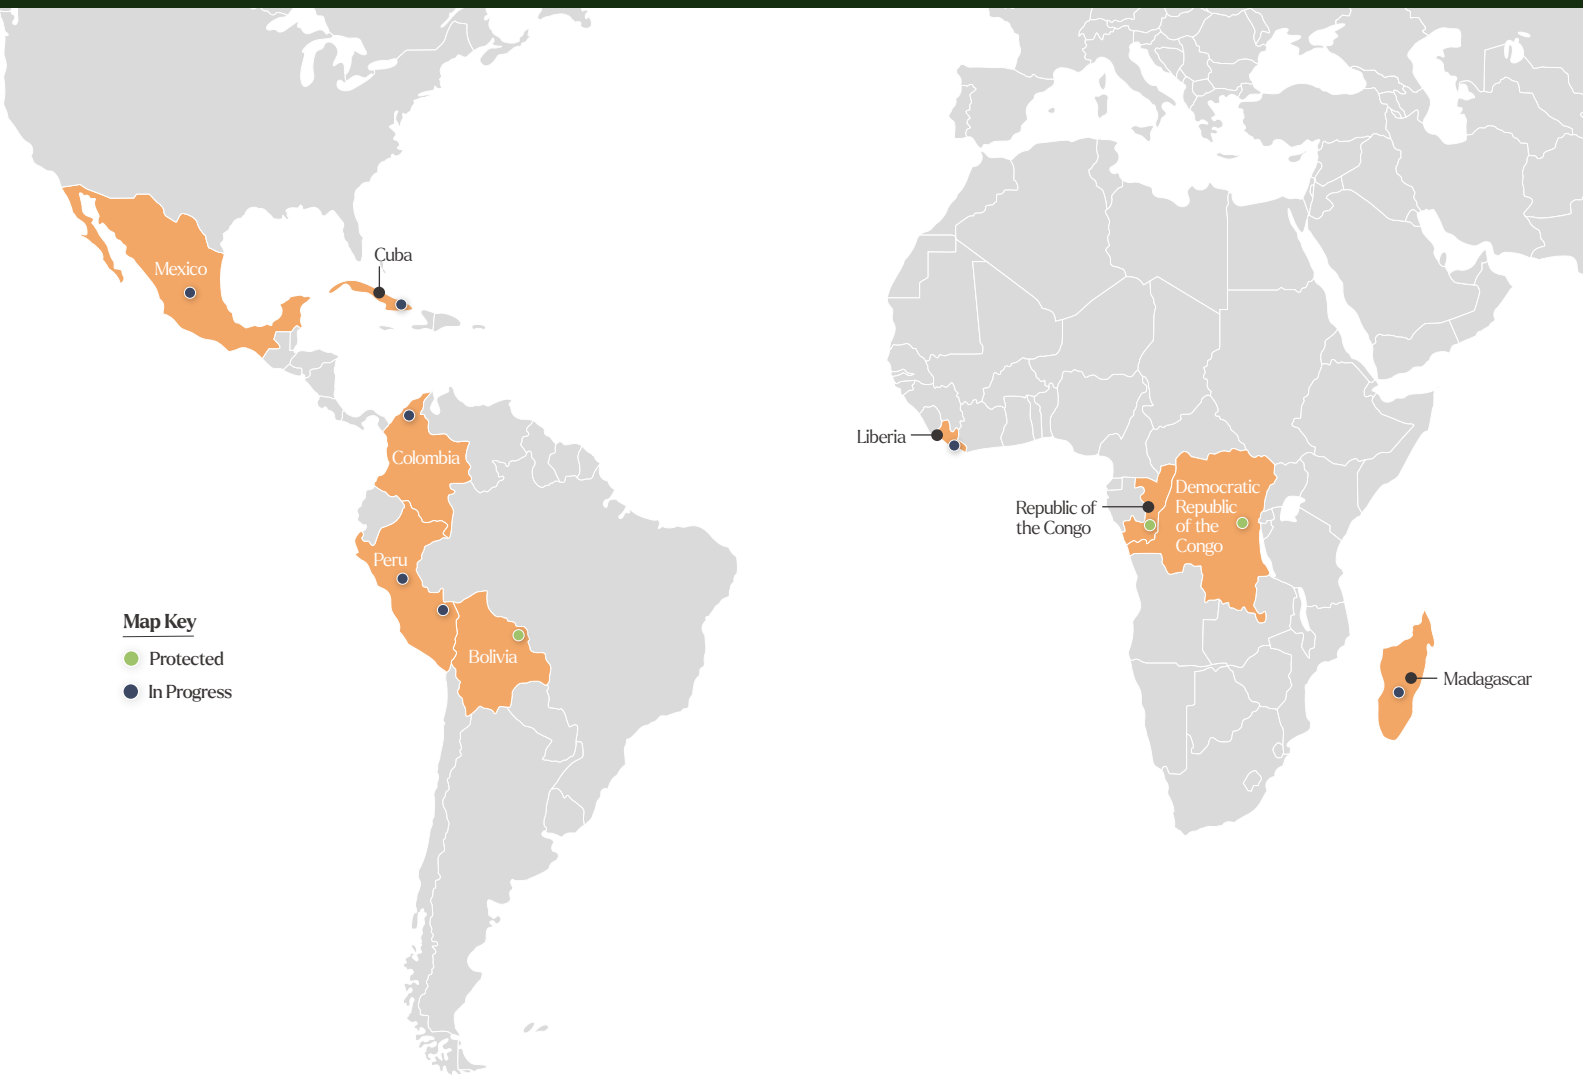 Cuba
Mexico
Colombia
Liberia
Democratic
Republic
of the
Congo
Republic of
the Congo
Peru
Map Key
Protected
In Progress
Bolivia
Madagascar